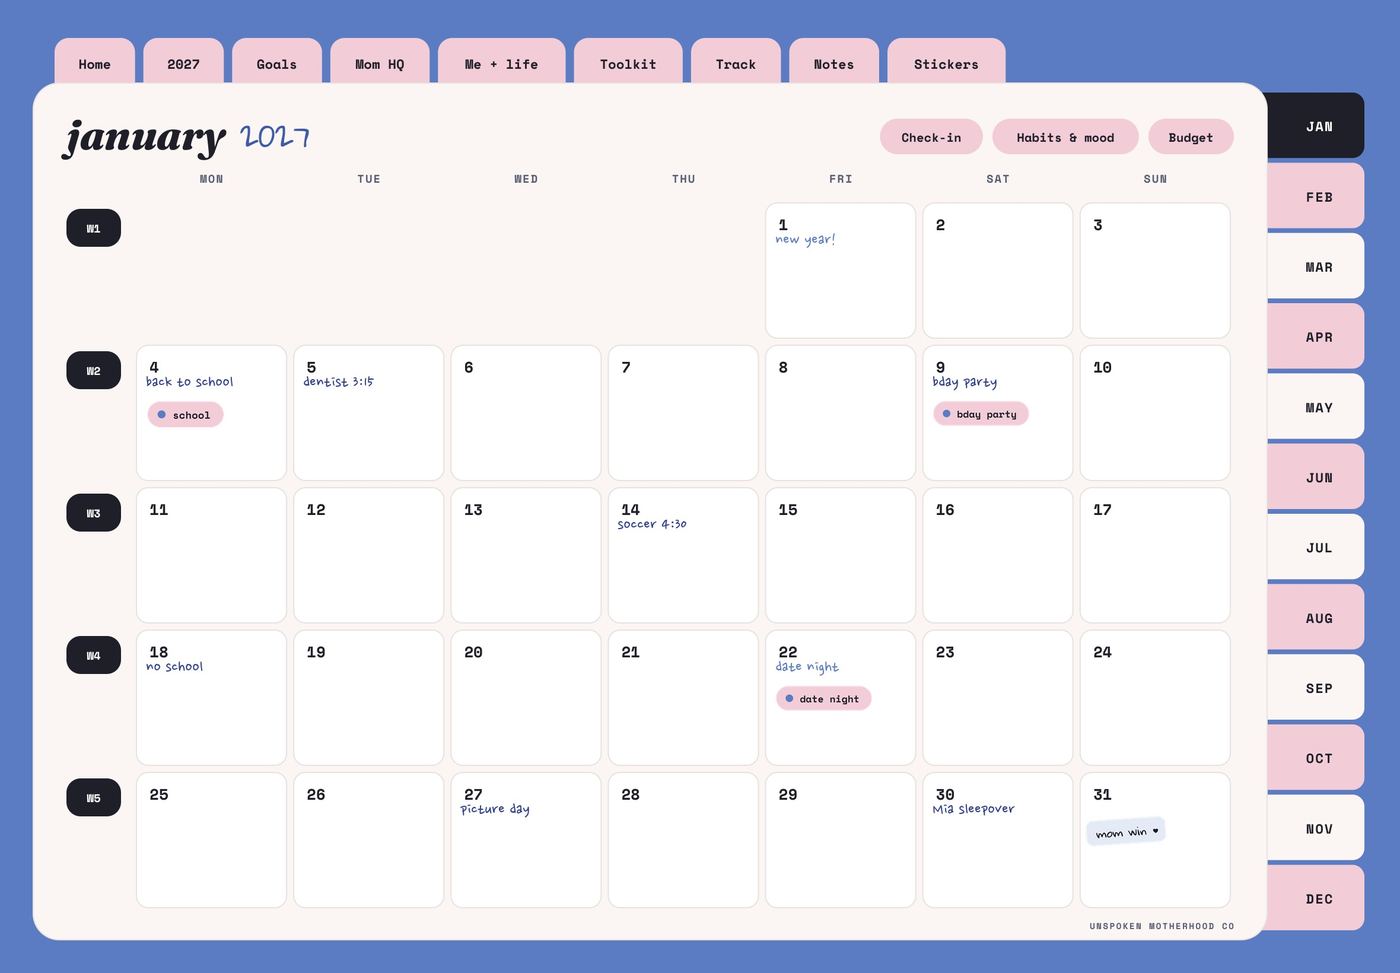 Home 2027 Goals Mom HQ Me + life Toolkit Track Notes Stickers
january 2027
Check-in Habits & mood Budget
MON TUE WED THU FRI SAT SUN
W1
1 2 3
new year!
W2
4 5 6 7 8 9 10
back to school dentist 3:15 bday party
school bday party
W3
11 12 13 14 15 16 17
soccer 4:30
W4
18 19 20 21 22 23 24
no school date night
date night
W5
25 26 27 28 29 30 31
picture day Mia sleepover
mom win ♥
UNSPOKEN MOTHERHOOD CO
JAN
FEB
MAR
APR
MAY
JUN
JUL
AUG
SEP
OCT
NOV
DEC